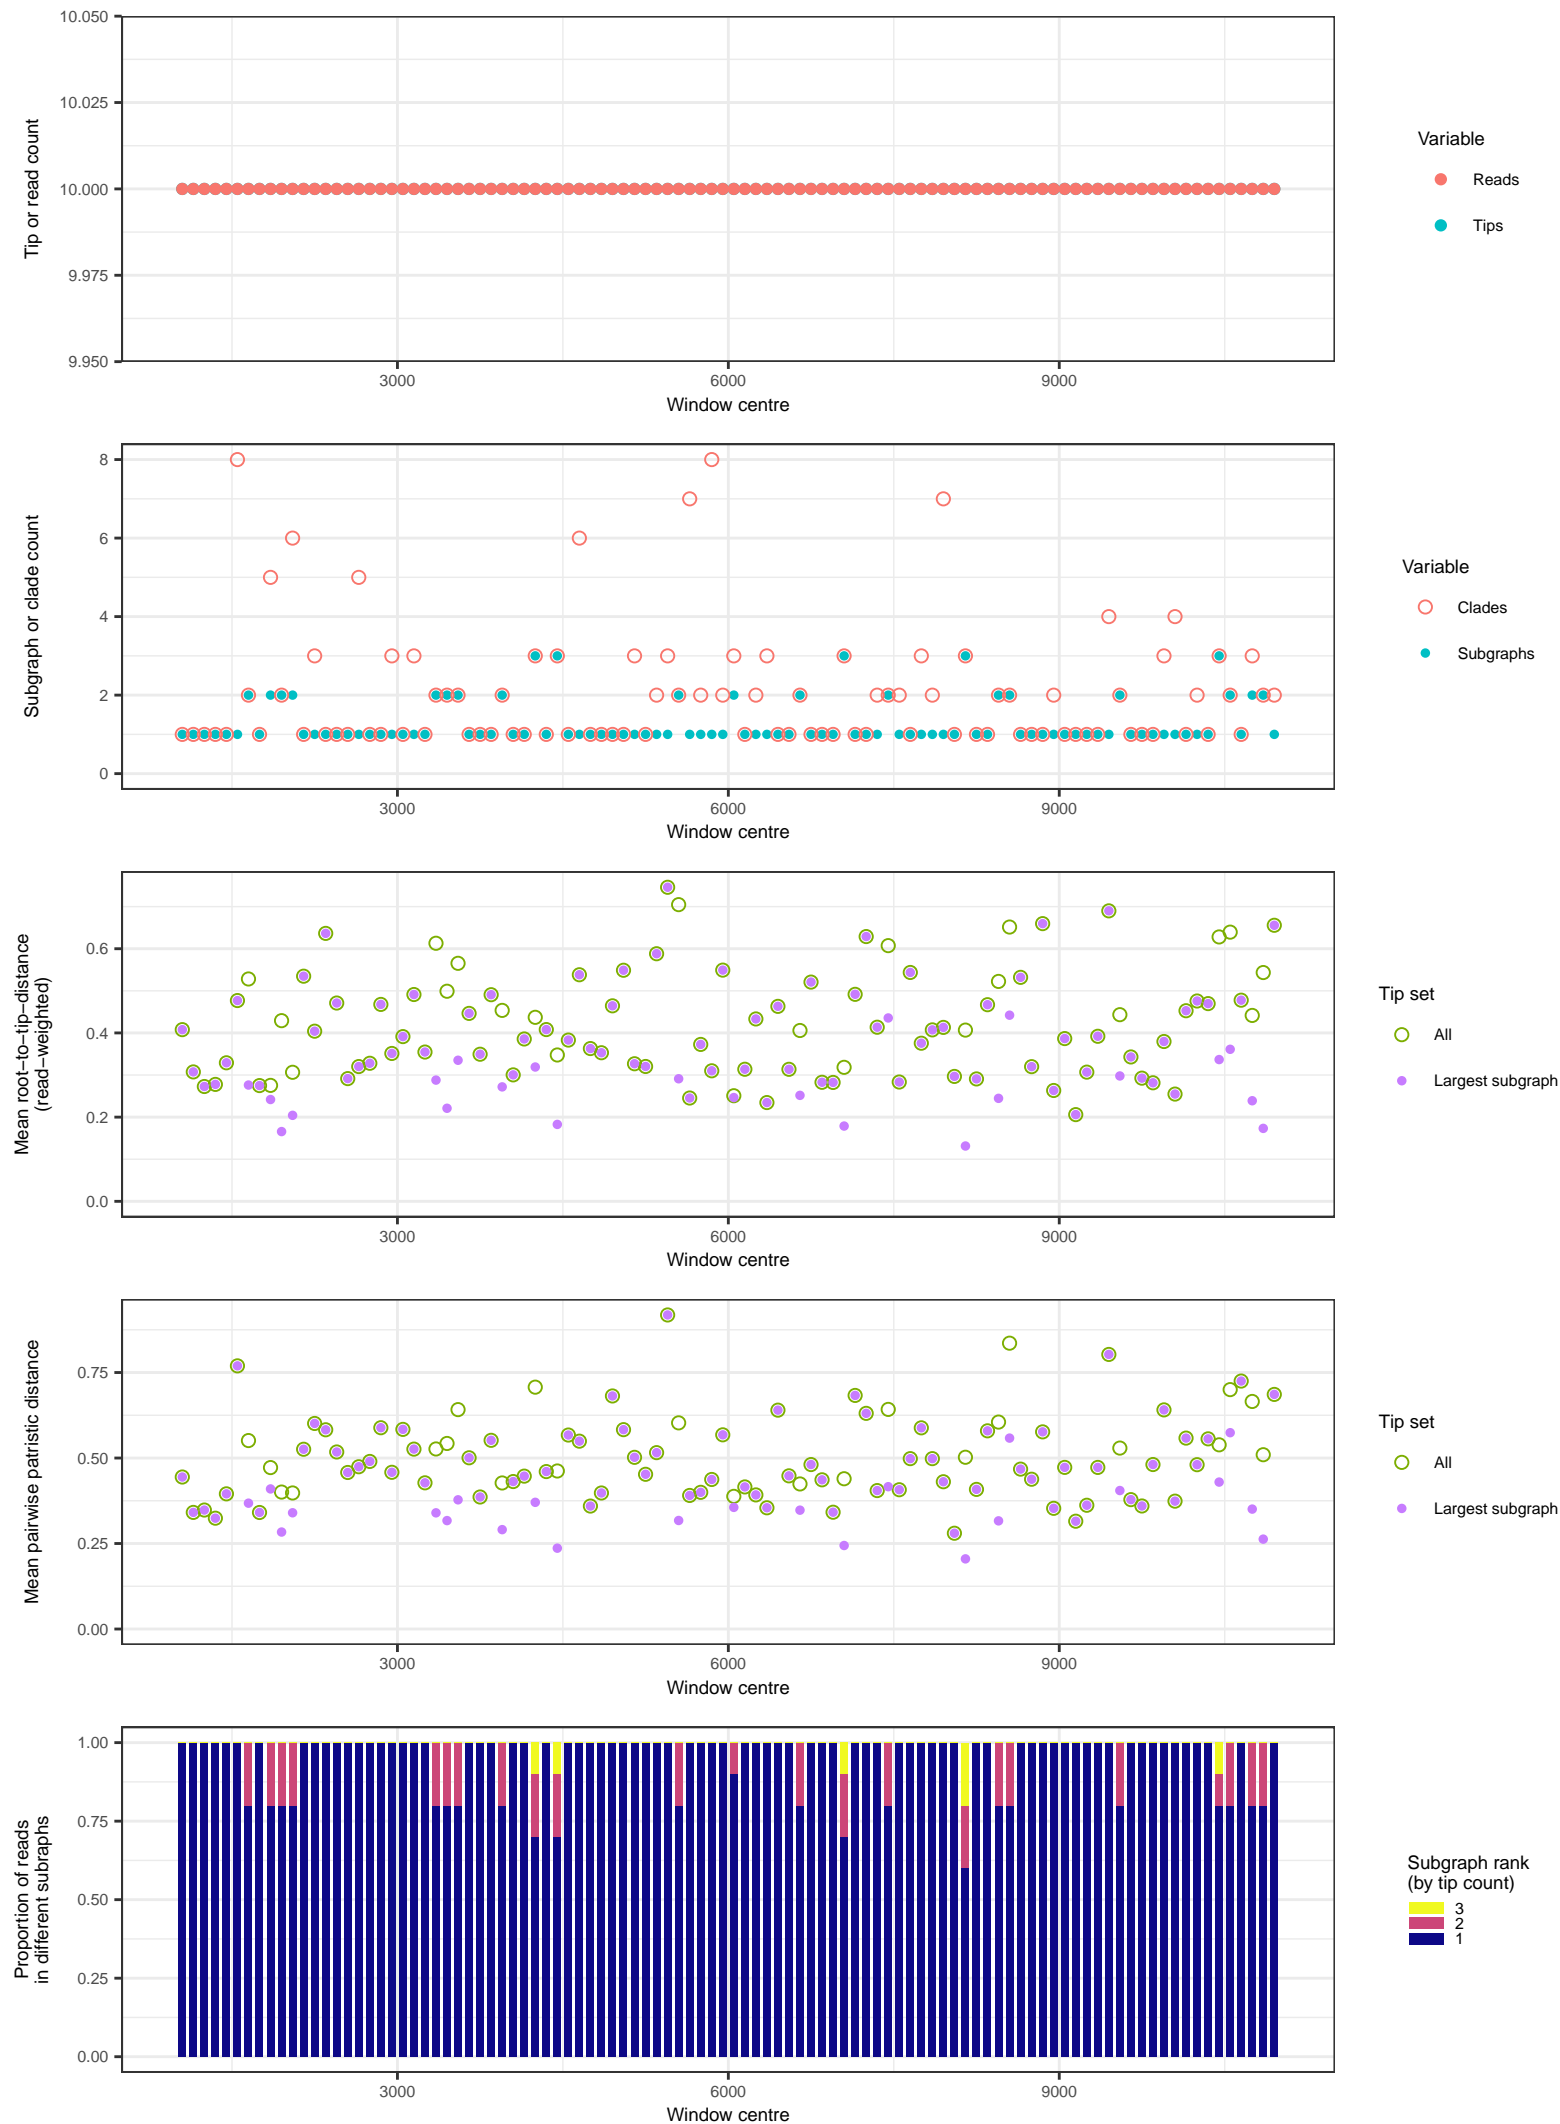 10.050
10.025
10.000
9.975
9.950
Tip or read count
3000
6000
9000
Window centre
Variable
Reads
Tips
8
6
4
2
0
Subgraph or clade count
3000
6000
9000
Window centre
Variable
Clades
Subgraphs
0.6
0.4
0.2
0.0
Mean root−to−tip−distance
(read−weighted)
3000
6000
9000
Window centre
Tip set
All
Largest subgraph
0.75
0.50
0.25
0.00
Mean pairwise patristic distance
3000
6000
9000
Window centre
Tip set
All
Largest subgraph
1.00
0.75
0.50
0.25
0.00
Proportion of reads
in different subraphs
3000
6000
9000
Window centre
Subgraph rank
(by tip count)
3
2
1